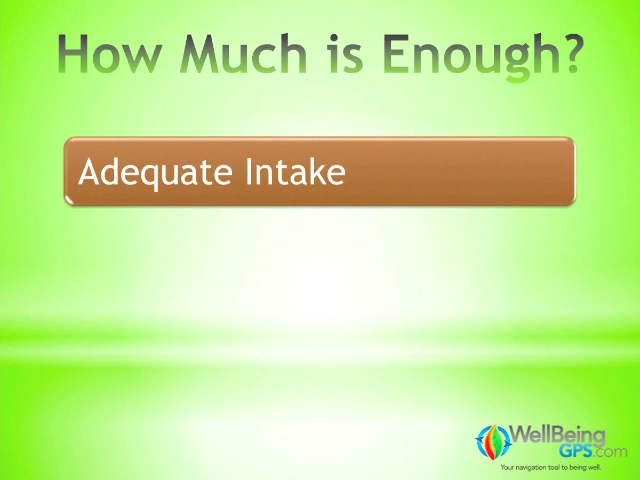 How Much is Enough?
Adequate Intake
WellBeing
GPS.com
Your navigation tool to being well.